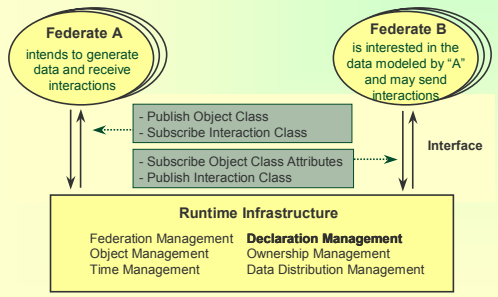 Federate A
intends to generate
data and receive
interactions
Federate B
is interested in the
data modeled by “A”
and may send
interactions
- Publish Object Class
- Subscribe Interaction Class
- Subscribe Object Class Attributes
- Publish Interaction Class
Interface
Runtime Infrastructure
Federation Management Declaration Management
Object Management Ownership Management
Time Management Data Distribution Management